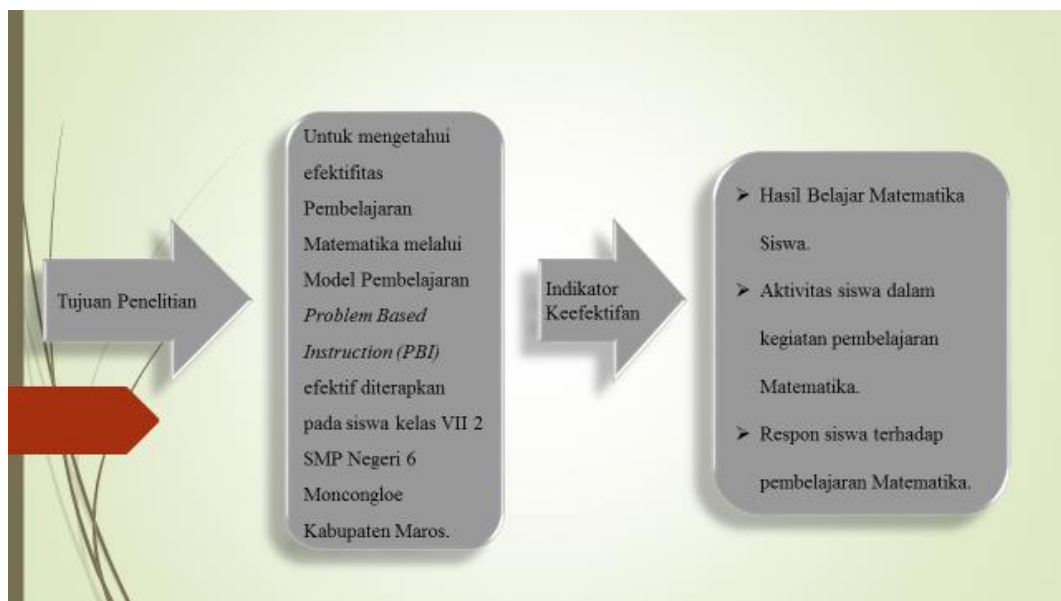 Tujuan Penelitian
Untuk mengetahui
efektifitas
Pembelajaran
Matematika melalui
Model Pembelajaran
Problem Based
Instruction (PBI)
efektif diterapkan
pada siswa kelas VII 2
SMP Negeri 6
Moncongloe
Kabupaten Maros.
Indikator
Keefektifan
➢ Hasil Belajar Matematika
Siswa.
➢ Aktivitas siswa dalam
kegiatan pembelajaran
Matematika.
➢ Respon siswa terhadap
pembelajaran Matematika.